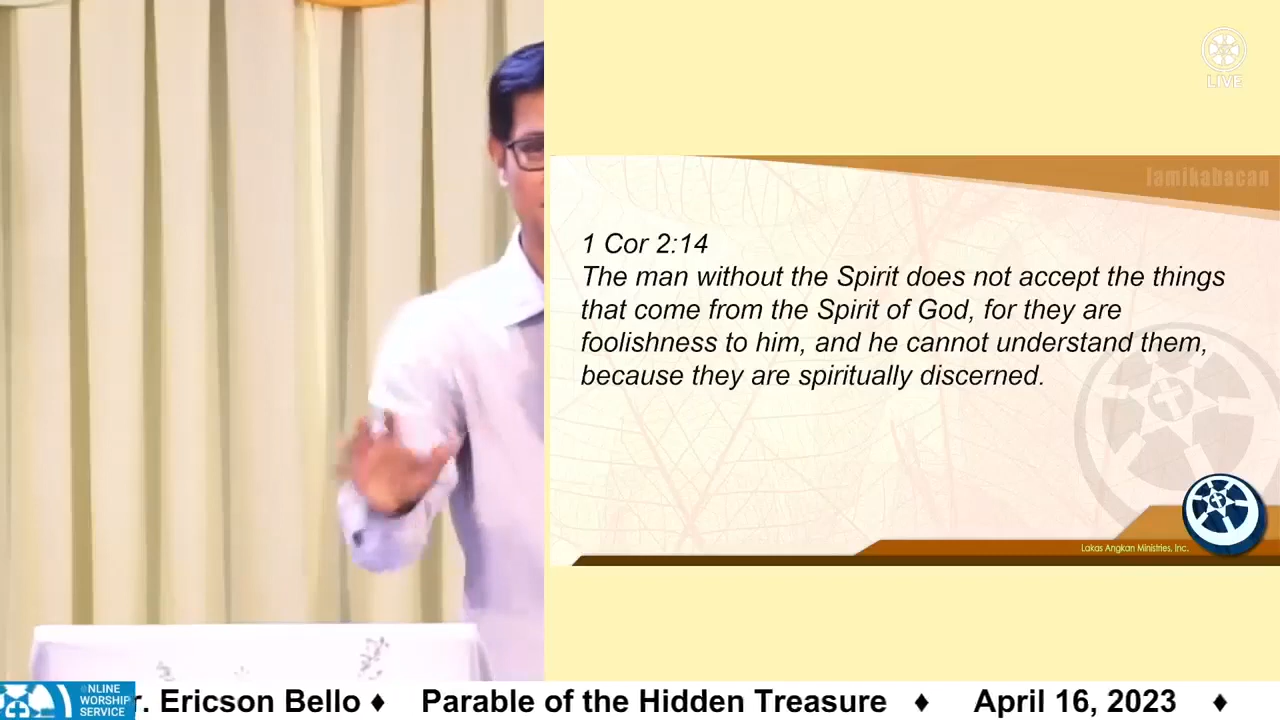 LIVE
lamikabacan
1 Cor 2:14
The man without the Spirit does not accept the things
that come from the Spirit of God, for they are
foolishness to him, and he cannot understand them,
because they are spiritually discerned.
Lakas Angkan Ministries, Inc.
ONLINE
WORSHIP
SERVICE
r. Ericson Bello ♦ Parable of the Hidden Treasure ♦ April 16, 2023 ♦